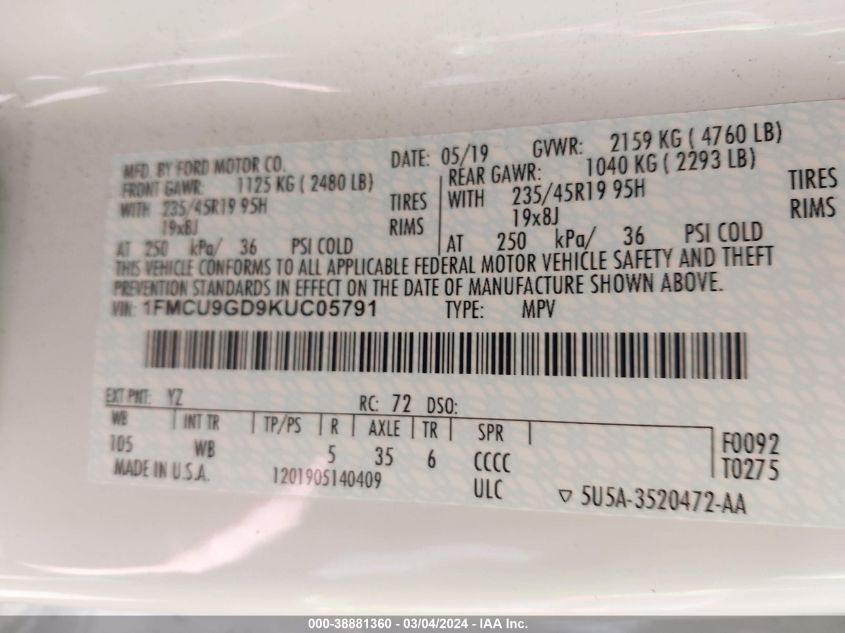 MFD. BY FORD MOTOR CO. DATE: 05/19 GVWR: 2159 KG ( 4760 LB)
FRONT GAWR: 1125 KG ( 2480 LB) REAR GAWR: 1040 KG ( 2293 LB)
WITH 235/45R19 95H TIRES WITH 235/45R19 95H TIRES
19x8J RIMS 19x8J RIMS
AT 250 kPa/ 36 PSI COLD AT 250 kPa/ 36 PSI COLD
THIS VEHICLE CONFORMS TO ALL APPLICABLE FEDERAL MOTOR VEHICLE SAFETY AND THEFT
PREVENTION STANDARDS IN EFFECT ON THE DATE OF MANUFACTURE SHOWN ABOVE.
VIN: 1FMCU9GD9KUC05791 TYPE: MPV
EXT PNT: YZ RC: 72 DSO:
WB INT TR TP/PS R AXLE TR SPR F0092
105 WB 5 35 6 CCCC T0275
MADE IN U.S.A. 1201905140409 ULC ▽ 5U5A-3520472-AA
000-38881360 - 03/04/2024 - IAA Inc.